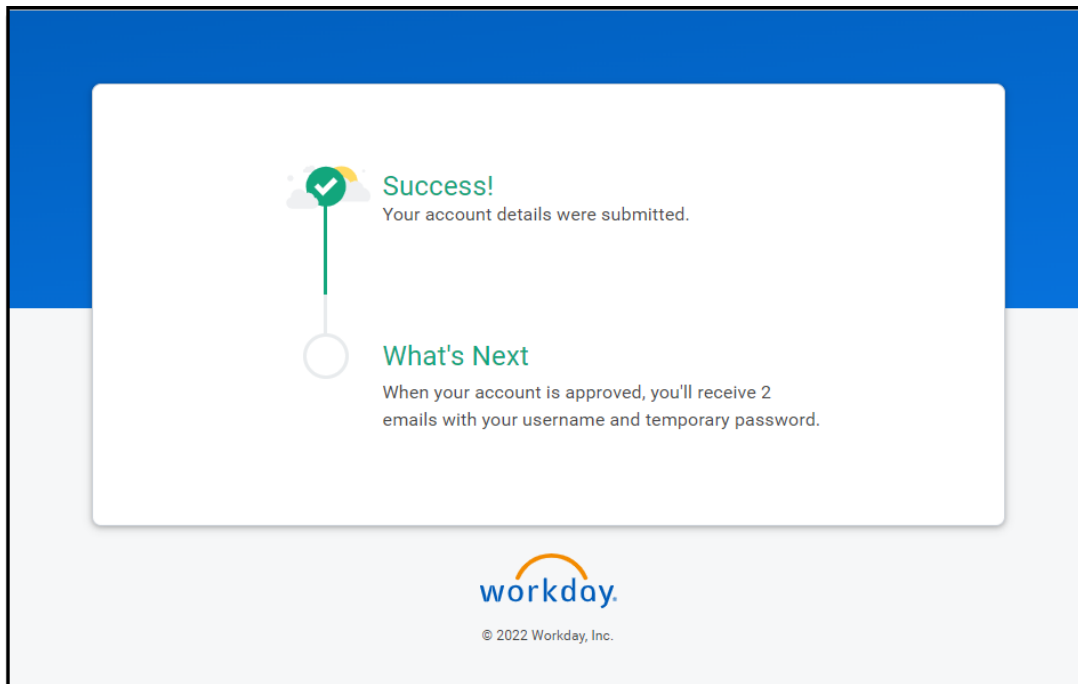 Success!
Your account details were submitted.
What's Next
When your account is approved, you'll receive 2
emails with your username and temporary password.
workday.
© 2022 Workday, Inc.